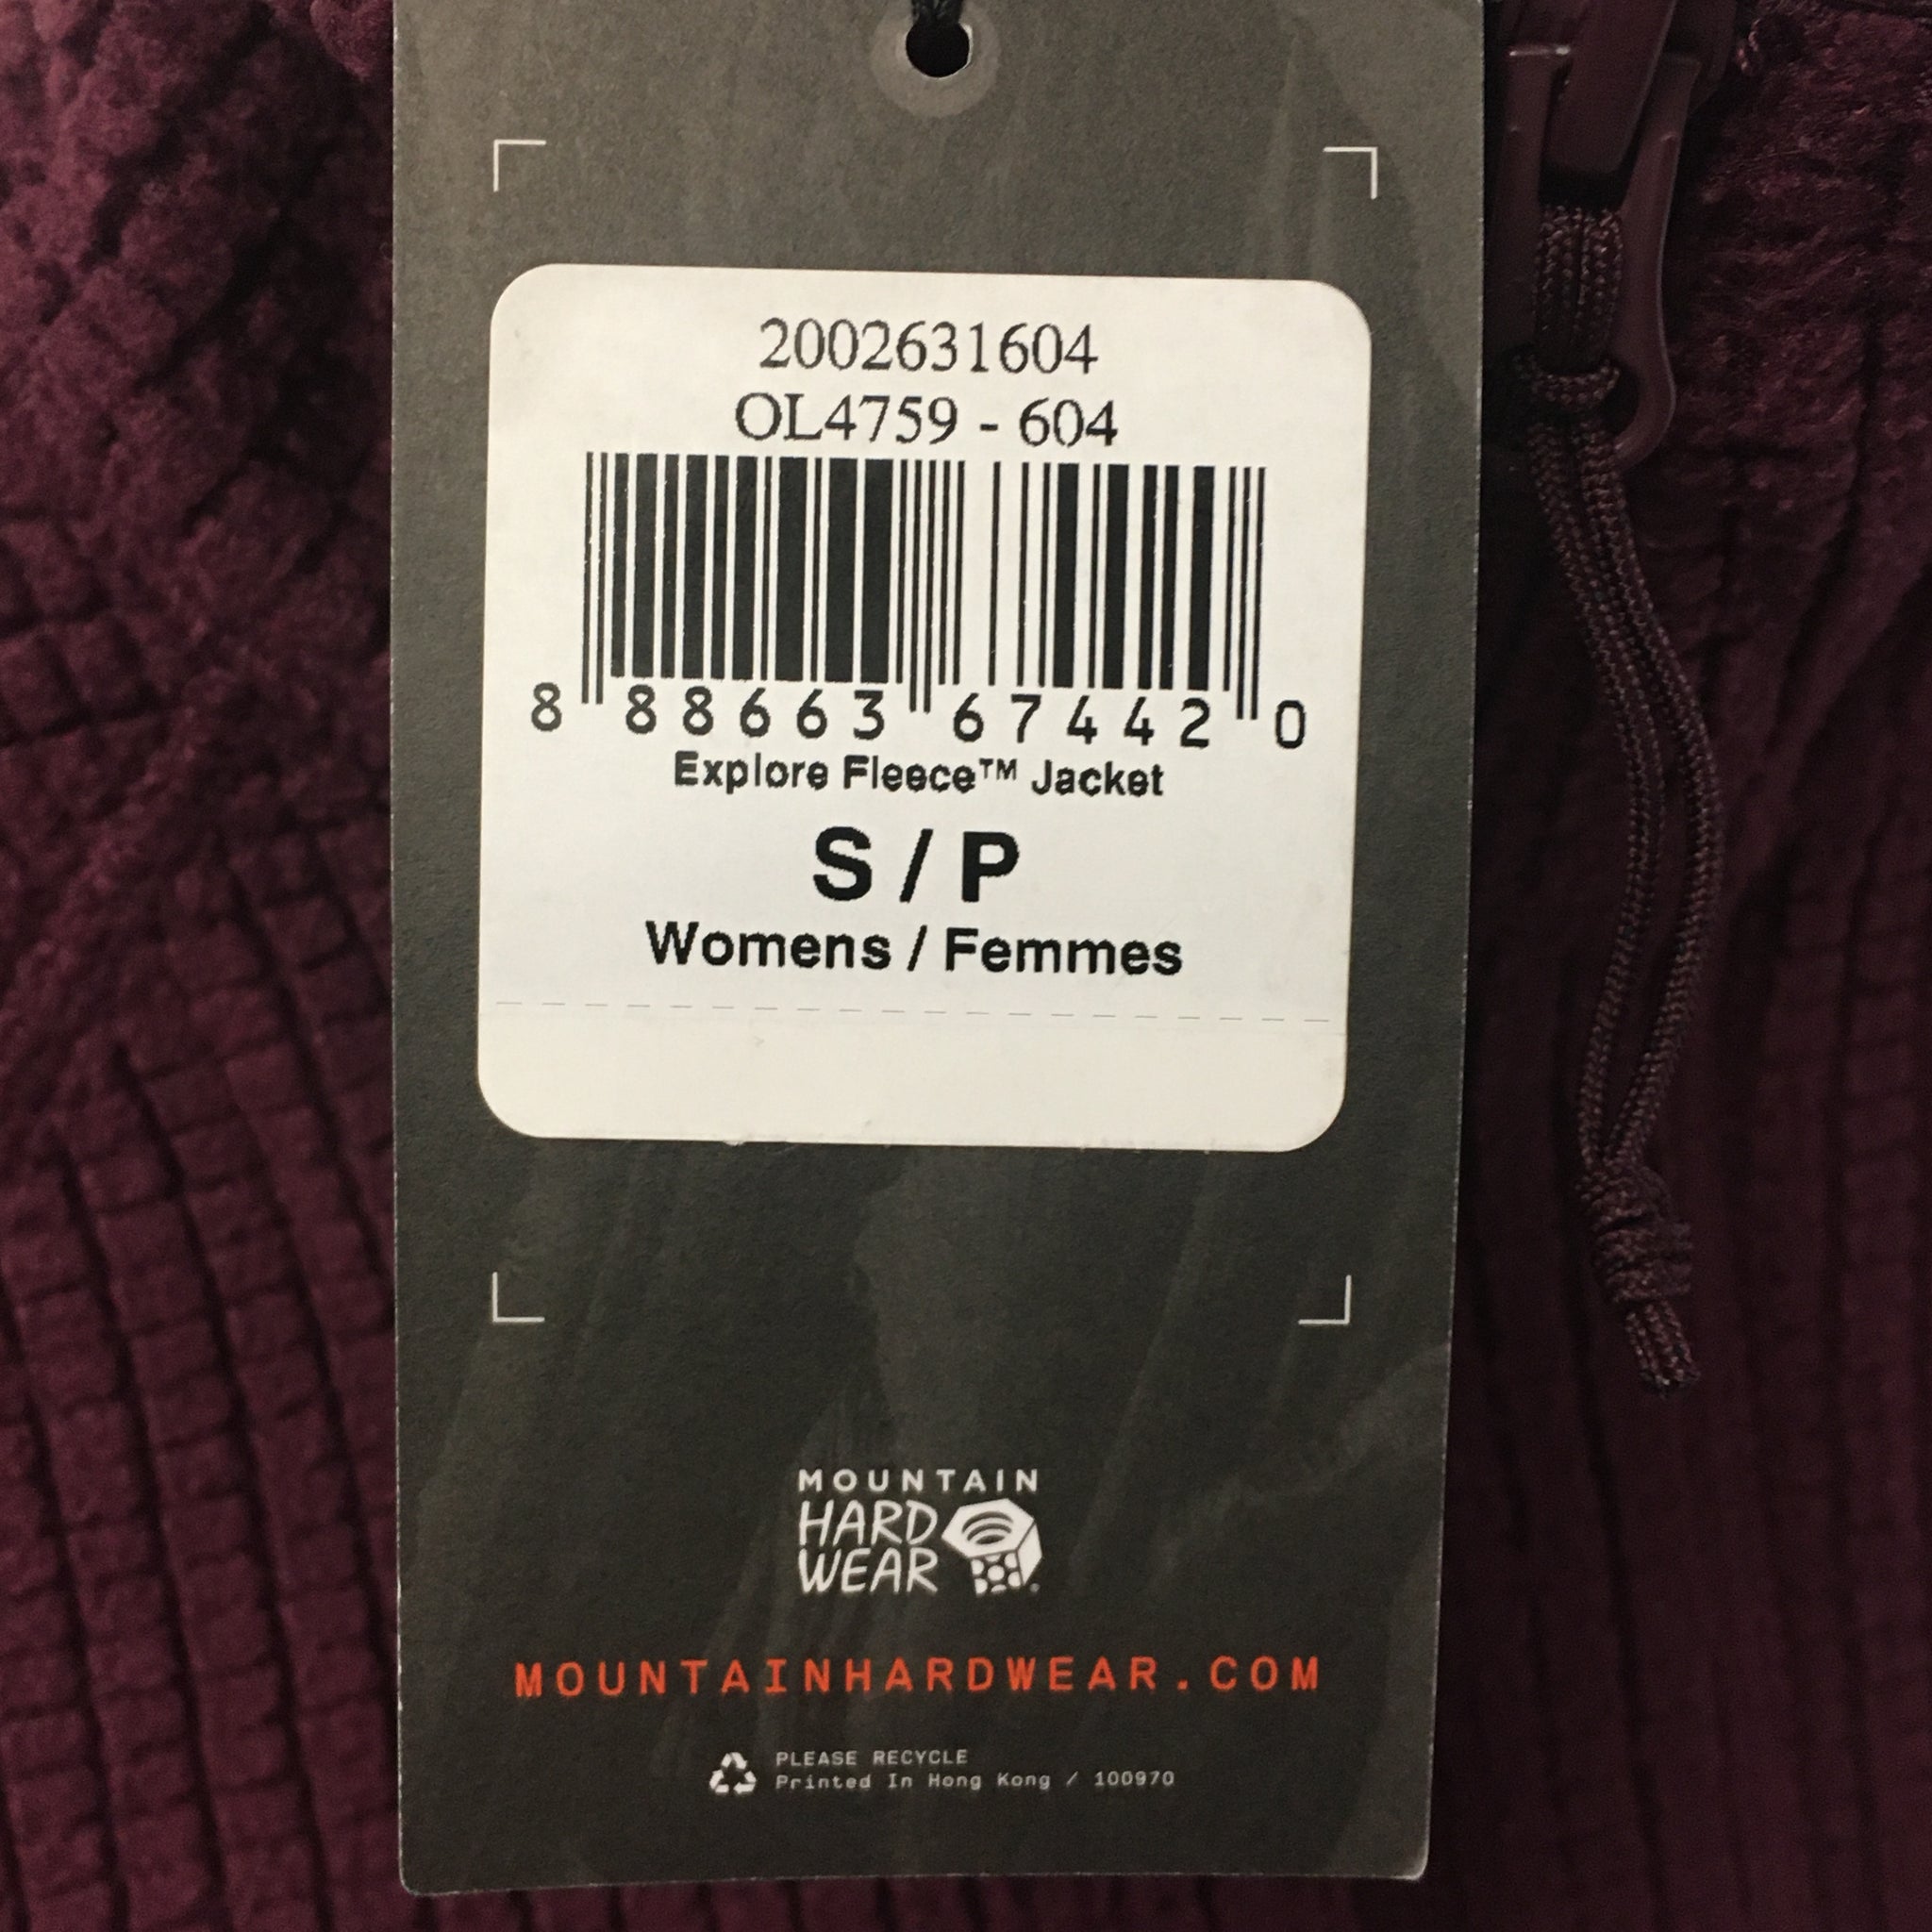 2002631604
OL4759 - 604
8 88663 67442 0
Explore Fleece™ Jacket
S / P
Womens / Femmes
MOUNTAIN
HARD
WEAR
MOUNTAINHARDWEAR.COM
PLEASE RECYCLE
Printed In Hong Kong / 100970